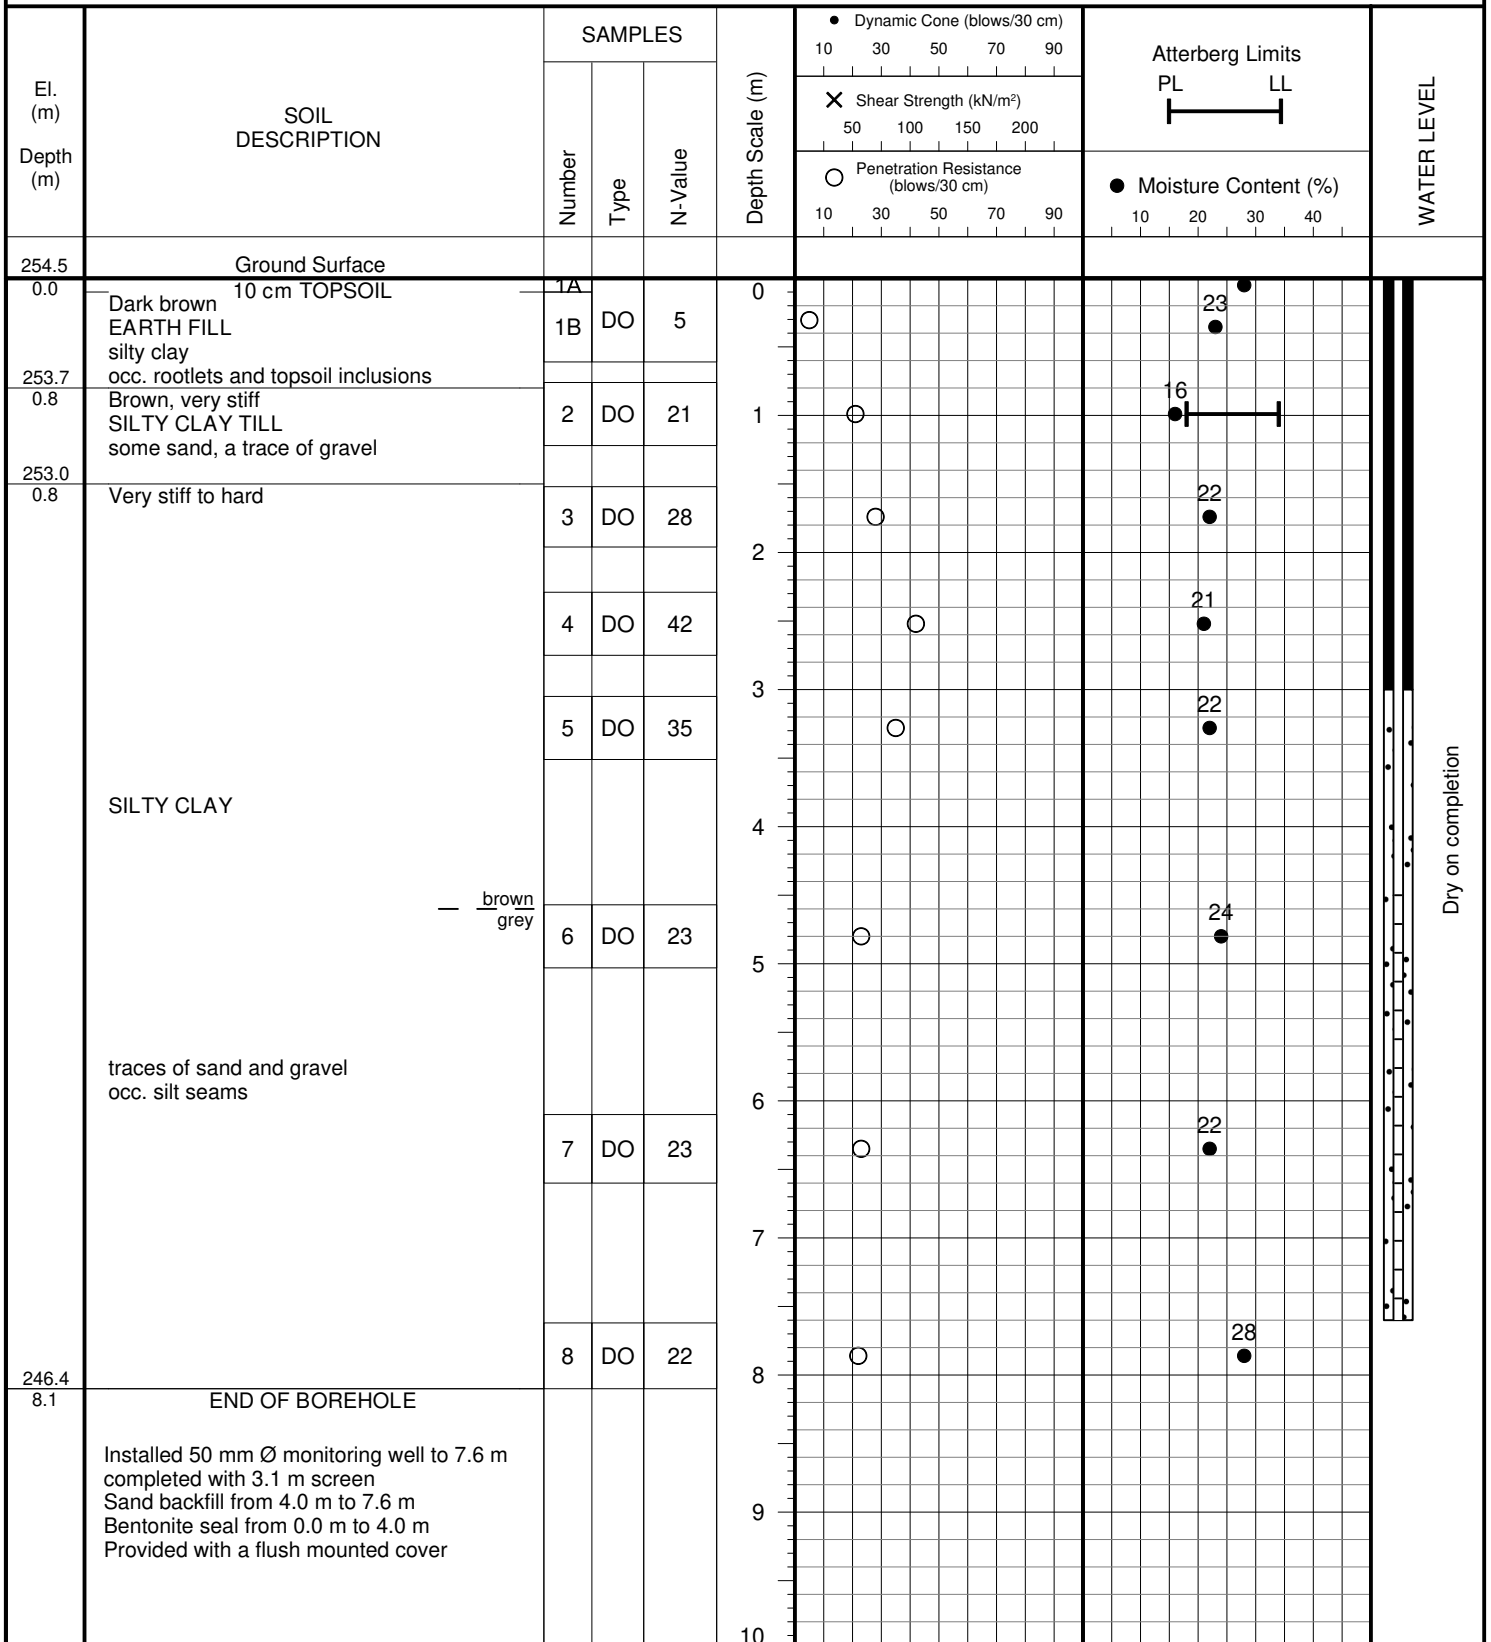 El.
(m)
Depth
(m)
SOIL
DESCRIPTION
SAMPLES
Number
Type
N-Value
Depth Scale (m)
Dynamic Cone (blows/30 cm)
10 30 50 70 90
Shear Strength (kN/m²)
50 100 150 200
Penetration Resistance
(blows/30 cm)
10 30 50 70 90
Atterberg Limits
PL LL
Moisture Content (%)
10 20 30 40
WATER LEVEL
254.5 Ground Surface
0.0 10 cm TOPSOIL 1A 0
Dark brown 23
EARTH FILL 1B DO 5
silty clay
253.7 occ. rootlets and topsoil inclusions
0.8 Brown, very stiff 16
SILTY CLAY TILL 2 DO 21 1
some sand, a trace of gravel
253.0
0.8 Very stiff to hard 22
3 DO 28
2
21
4 DO 42
3
22
5 DO 35
SILTY CLAY
4
Dry on completion
brown
grey
24
6 DO 23
5
traces of sand and gravel
occ. silt seams
6
22
7 DO 23
7
28
8 DO 22
246.4 8
8.1 END OF BOREHOLE
Installed 50 mm Ø monitoring well to 7.6 m
completed with 3.1 m screen
Sand backfill from 4.0 m to 7.6 m
9
Bentonite seal from 0.0 m to 4.0 m
Provided with a flush mounted cover
10